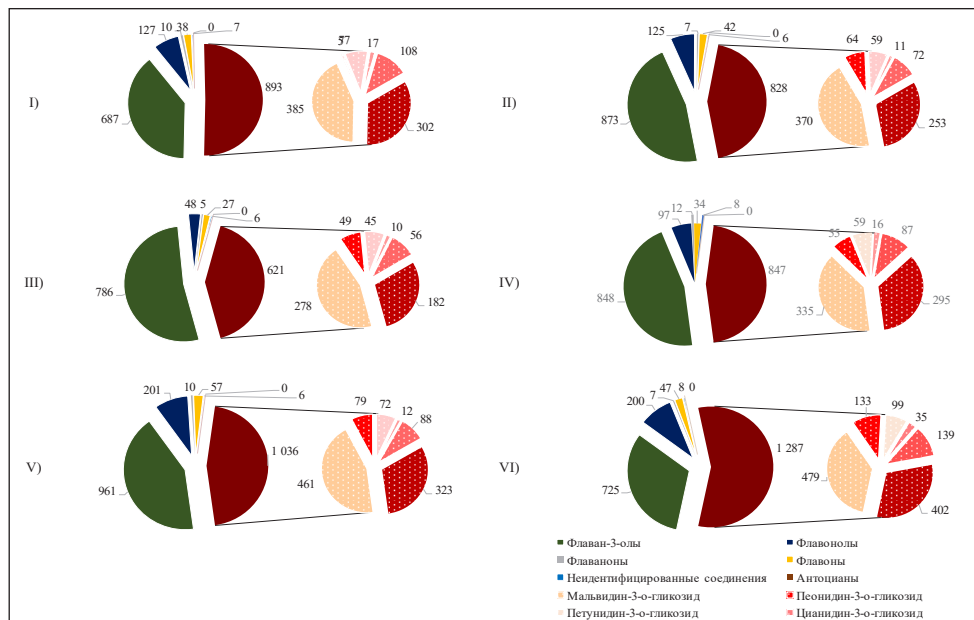 127 10 38 0 7
687
893
I)
57 17 108
385
302
125 7 42 0
6
873
828
II)
64 59 11 72
370
253
48 5 27 0
6
786
621
III)
49 45 10 56
278
182
97 12 34 8
0
848
847
IV)
55 59 16 87
335
295
201 10 57 0
6
961
1 036
V)
79 72 12 88
461
323
200 7 47 8 0
725
1 287
VI)
133 99 35 139
479
402
Флаван-3-олы Флавонолы
Флаваноны Флавоны
Неидентифицированные соединения Антоцианы
Мальвидин-3-о-гликозид Пеонидин-3-о-гликозид
Петунидин-3-о-гликозид Цианидин-3-о-гликозид